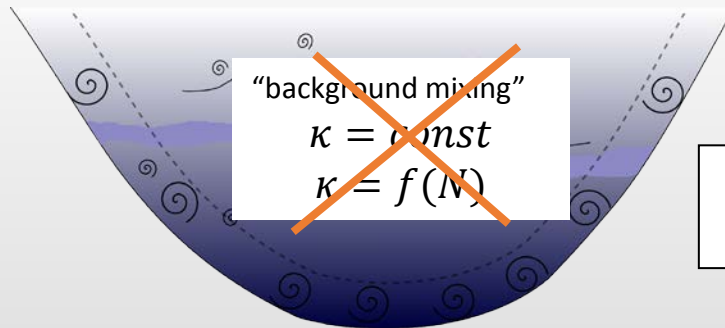 “background mixing”
κ = const
κ = f(N)